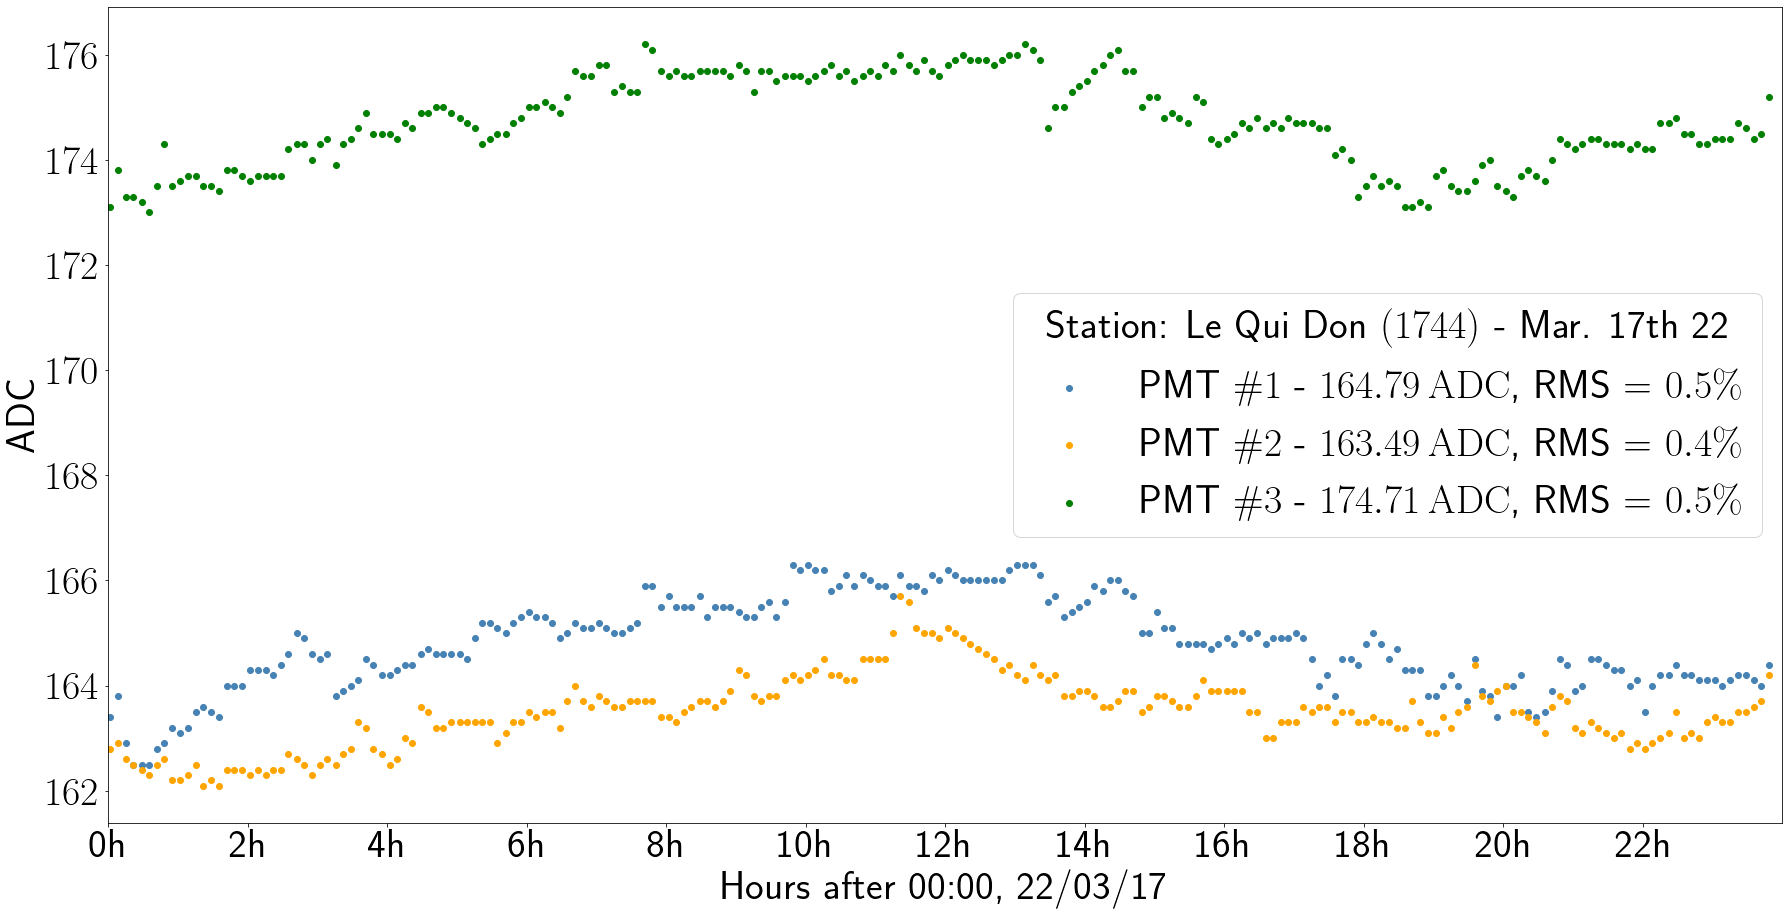 176
174
172
170
168
166
164
162
ADC
Station: Le Qui Don (1744) - Mar. 17th 22
PMT #1 - 164.79 ADC, RMS = 0.5%
PMT #2 - 163.49 ADC, RMS = 0.4%
PMT #3 - 174.71 ADC, RMS = 0.5%
0h 2h 4h 6h 8h 10h 12h 14h 16h 18h 20h 22h
Hours after 00:00, 22/03/17